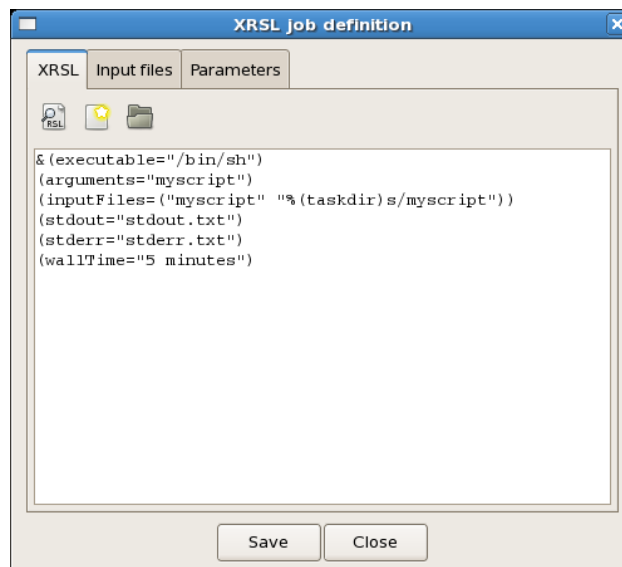 XRSL job definition
XRSL Input files Parameters
RSL
&(executable="/bin/sh")
(arguments="myscript")
(inputFiles=("myscript" "%(taskdir)s/myscript"))
(stdout="stdout.txt")
(stderr="stderr.txt")
(wallTime="5 minutes")
Save Close